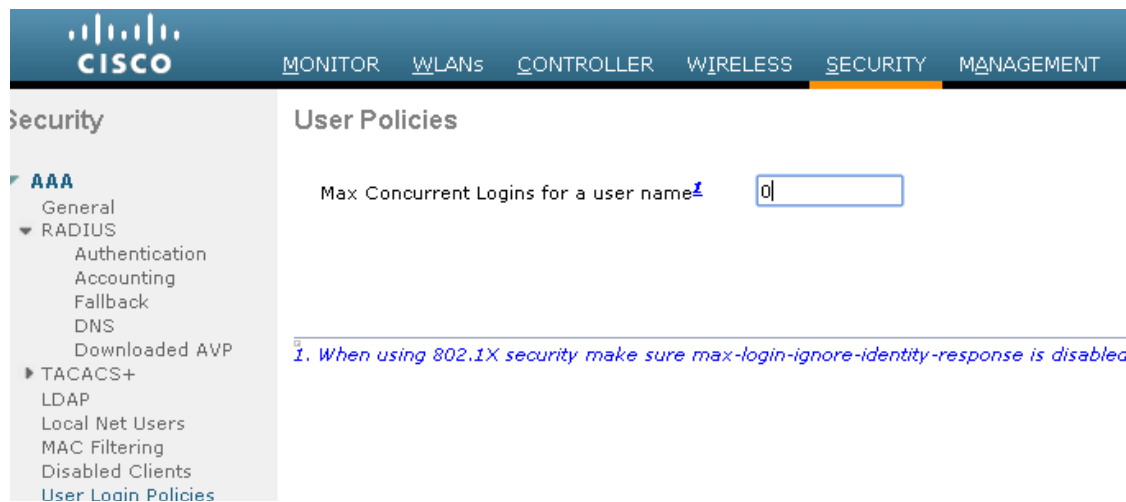 CISCO
MONITOR WLANs CONTROLLER WIRELESS SECURITY MANAGEMENT
Security
AAA
General
RADIUS
Authentication
Accounting
Fallback
DNS
Downloaded AVP
TACACS+
LDAP
Local Net Users
MAC Filtering
Disabled Clients
User Login Policies
User Policies
Max Concurrent Logins for a user name1 0
1. When using 802.1X security make sure max-login-ignore-identity-response is disabled